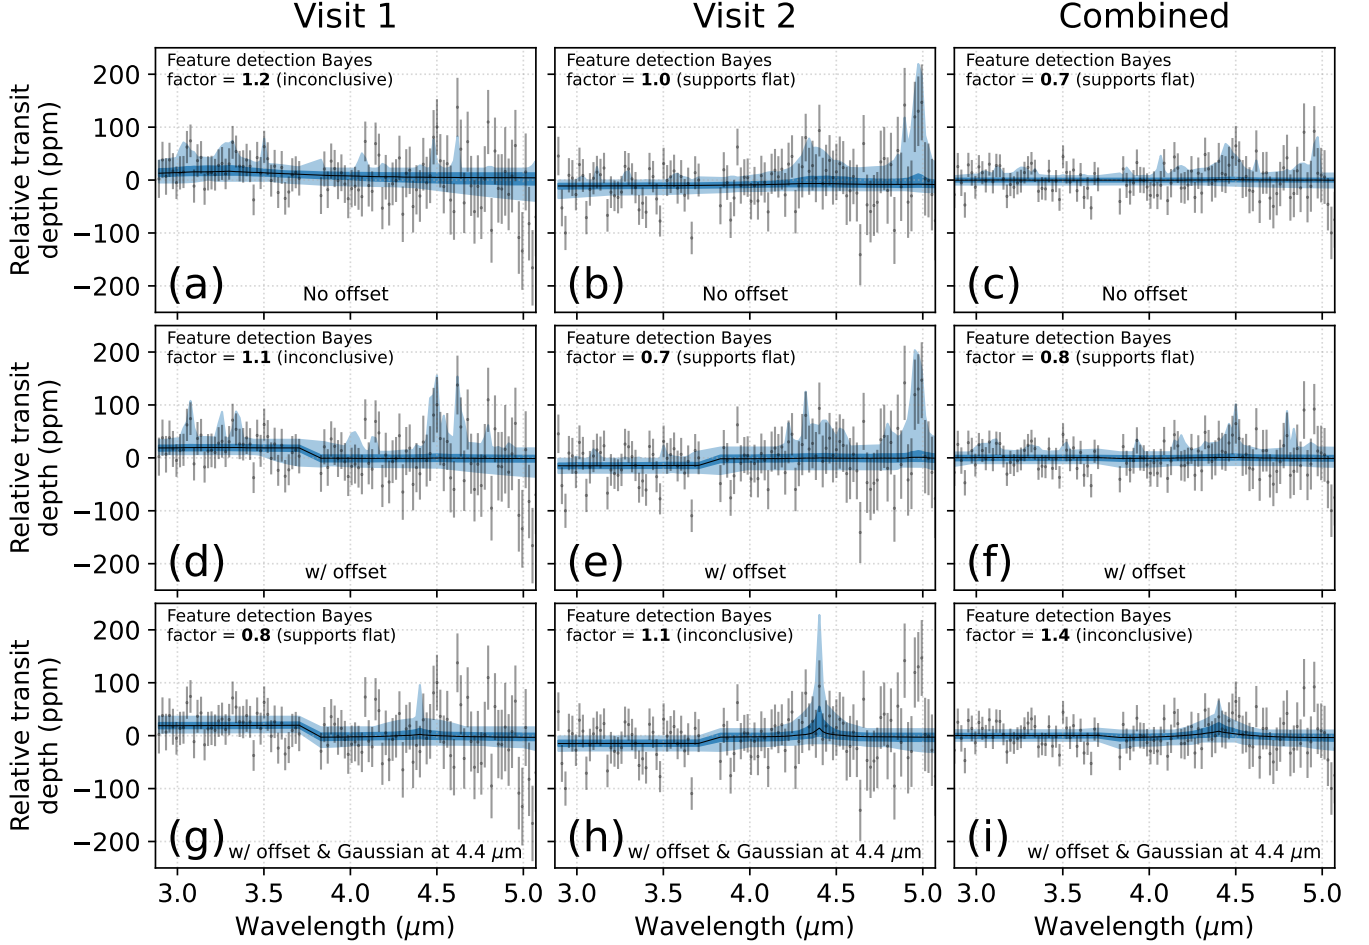 Visit 1
Visit 2
Combined
Relative transit
depth (ppm)
200
100
0
−100
−200
Feature detection Bayes
factor = 1.2 (inconclusive)
(a)
No offset
Feature detection Bayes
factor = 1.0 (supports flat)
(b)
No offset
Feature detection Bayes
factor = 0.7 (supports flat)
(c)
No offset
Relative transit
depth (ppm)
200
100
0
−100
−200
Feature detection Bayes
factor = 1.1 (inconclusive)
(d)
w/ offset
Feature detection Bayes
factor = 0.7 (supports flat)
(e)
w/ offset
Feature detection Bayes
factor = 0.8 (supports flat)
(f)
w/ offset
Relative transit
depth (ppm)
200
100
0
−100
−200
Feature detection Bayes
factor = 0.8 (supports flat)
(g)
w/ offset & Gaussian at 4.4 μm
Feature detection Bayes
factor = 1.1 (inconclusive)
(h)
w/ offset & Gaussian at 4.4 μm
Feature detection Bayes
factor = 1.4 (inconclusive)
(i)
w/ offset & Gaussian at 4.4 μm
3.0 3.5 4.0 4.5 5.0
3.0 3.5 4.0 4.5 5.0
3.0 3.5 4.0 4.5 5.0
Wavelength (μm)
Wavelength (μm)
Wavelength (μm)